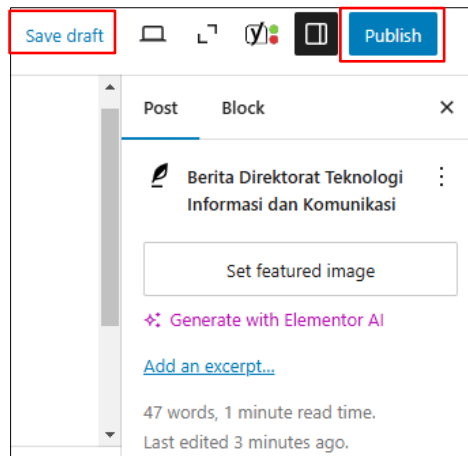 Save draft
Publish
Post Block
Berita Direktorat Teknologi
Informasi dan Komunikasi
Set featured image
Generate with Elementor AI
Add an excerpt...
47 words, 1 minute read time.
Last edited 3 minutes ago.